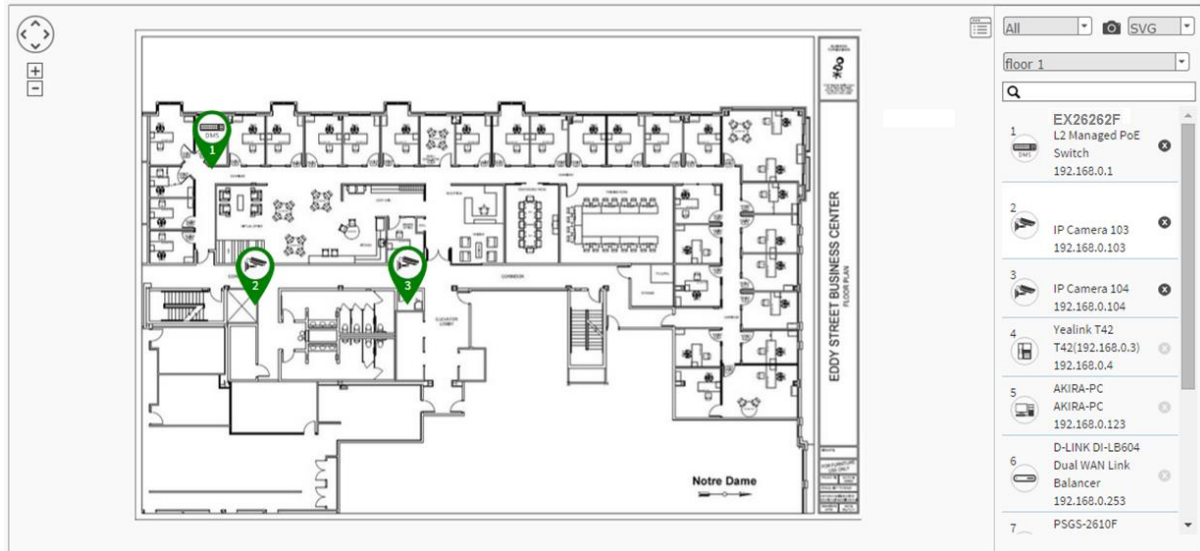 All
SVG
floor 1
DMS
1
2
3
CORRIDOR
EDDY STREET BUSINESS CENTER
FLOOR PLAN
Notre Dame
1
DMS
EX26262F
L2 Managed PoE
Switch
192.168.0.1
2
IP Camera 103
192.168.0.103
3
IP Camera 104
192.168.0.104
4
Yealink T42
T42(192.168.0.3)
192.168.0.4
5
AKIRA-PC
AKIRA-PC
192.168.0.123
6
D-LINK DI-LB604
Dual WAN Link
Balancer
192.168.0.253
7
PSGS-2610F